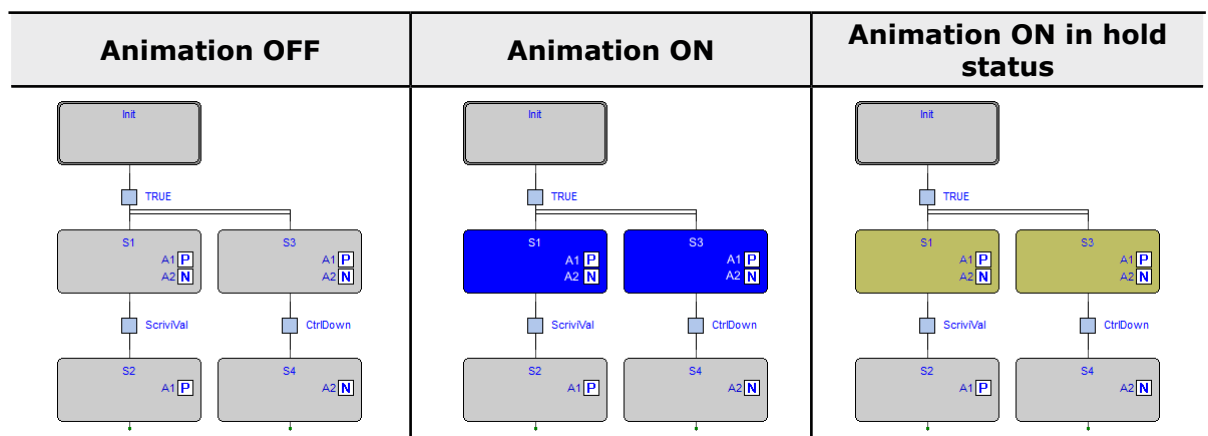 Animation OFF
Animation ON
Animation ON in hold
status
Init
TRUE
S1
A1 P
A2 N
S3
A1 P
A2 N
ScriviVal
CtrlDown
S2
A1 P
S4
A2 N
Init
TRUE
S1
A1 P
A2 N
S3
A1 P
A2 N
ScriviVal
CtrlDown
S2
A1 P
S4
A2 N
Init
TRUE
S1
A1 P
A2 N
S3
A1 P
A2 N
ScriviVal
CtrlDown
S2
A1 P
S4
A2 N